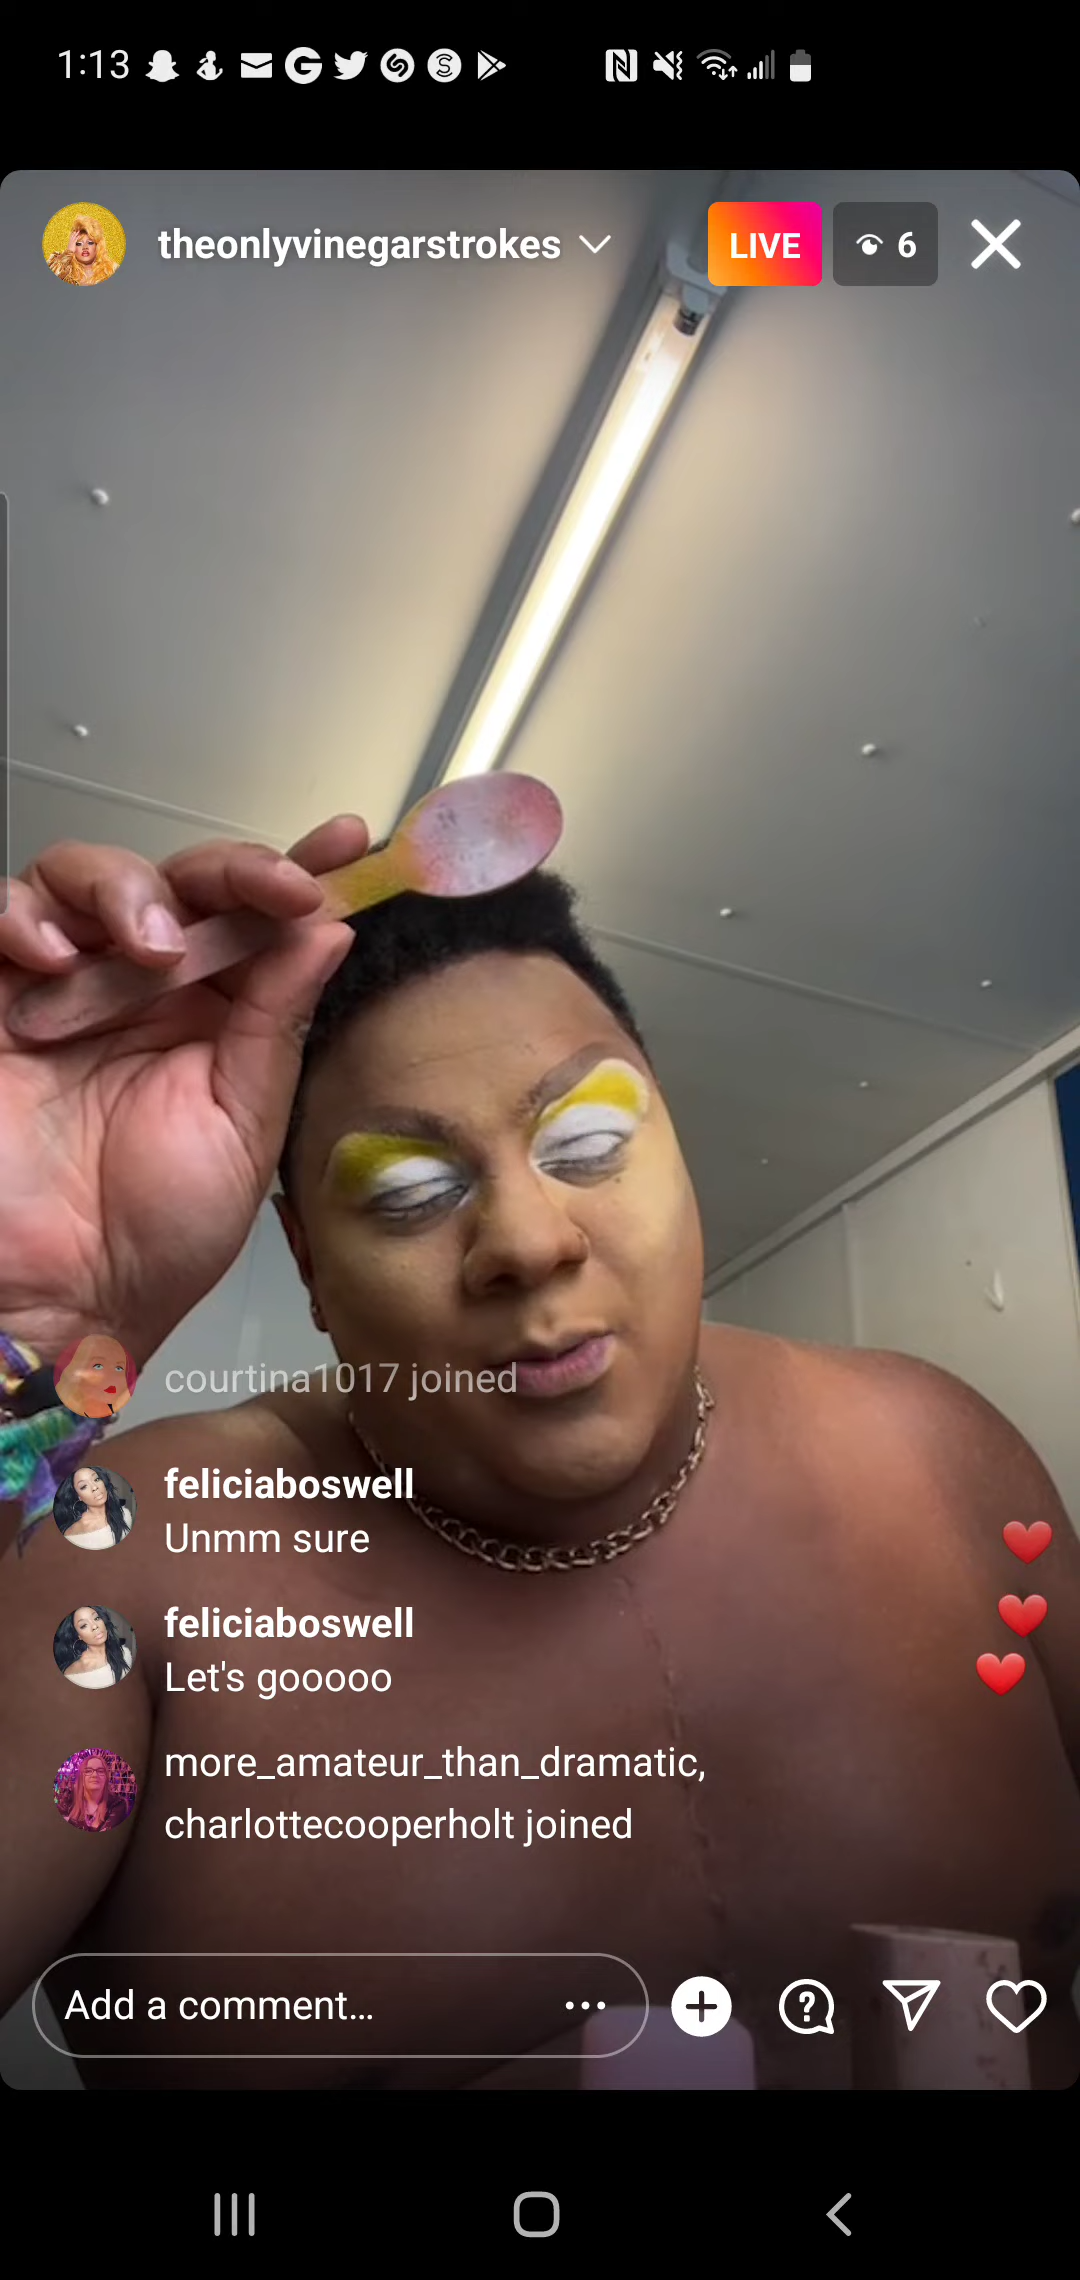 1:13
theonlyvinegarstrokes
LIVE
6
courtina1017 joined
feliciaboswell
Unmm sure
feliciaboswell
Let's gooooo
more_amateur_than_dramatic,
charlottecooperholt joined
Add a comment...